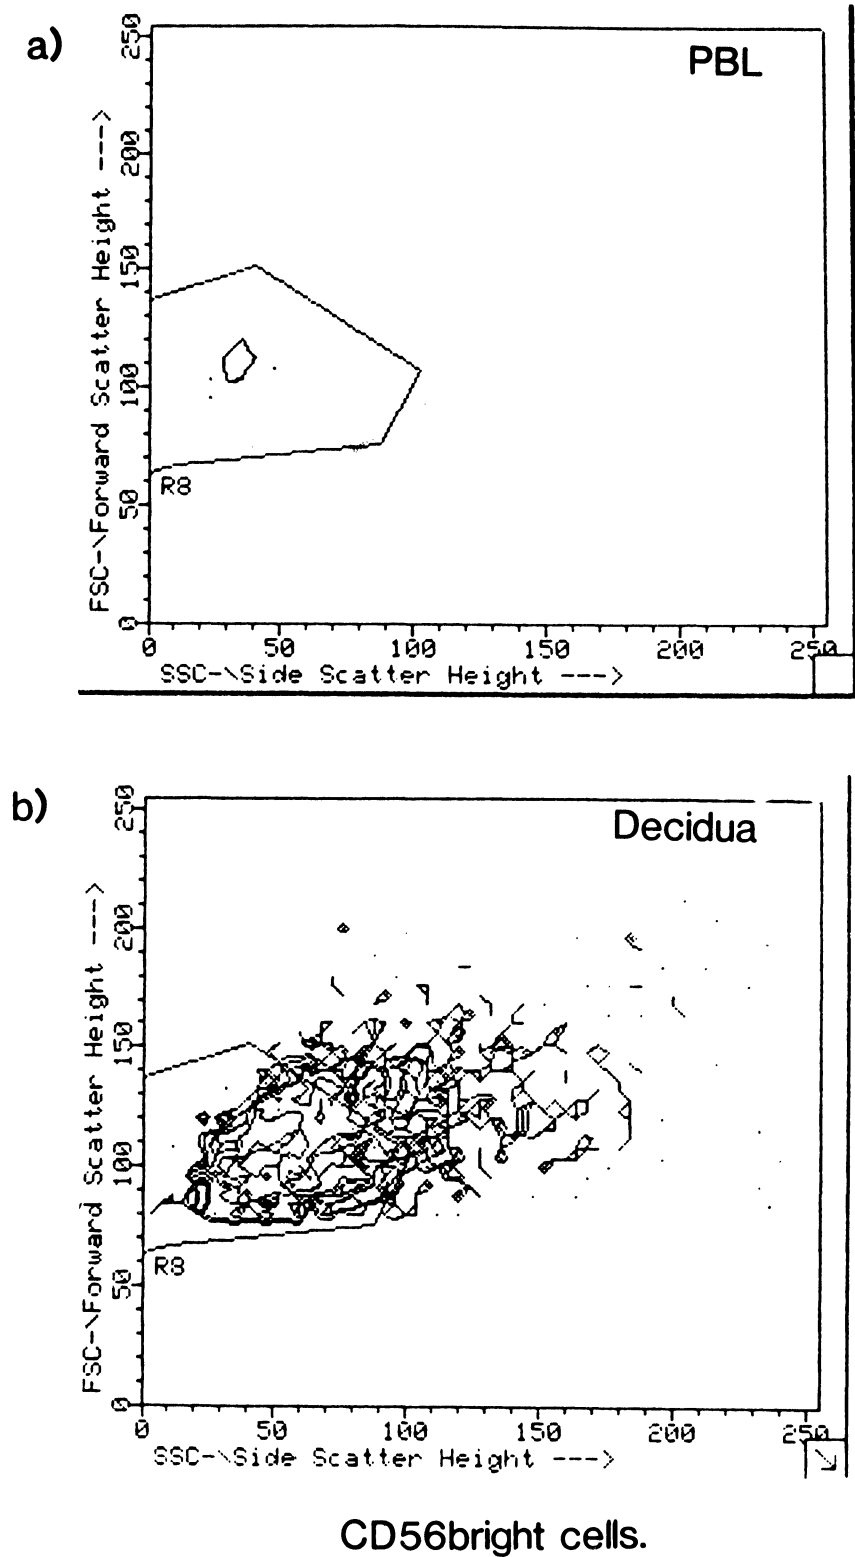 a)
PBL
FSC-\Forward Scatter Height --->
250
200
150
100
50
0
R8
0 50 100 150 200 250
SSC-\Side Scatter Height --->
b)
Decidua
FSC-\Forward Scatter Height --->
250
200
150
100
50
0
R8
0 50 100 150 200 250
SSC-\Side Scatter Height --->
CD56bright cells.